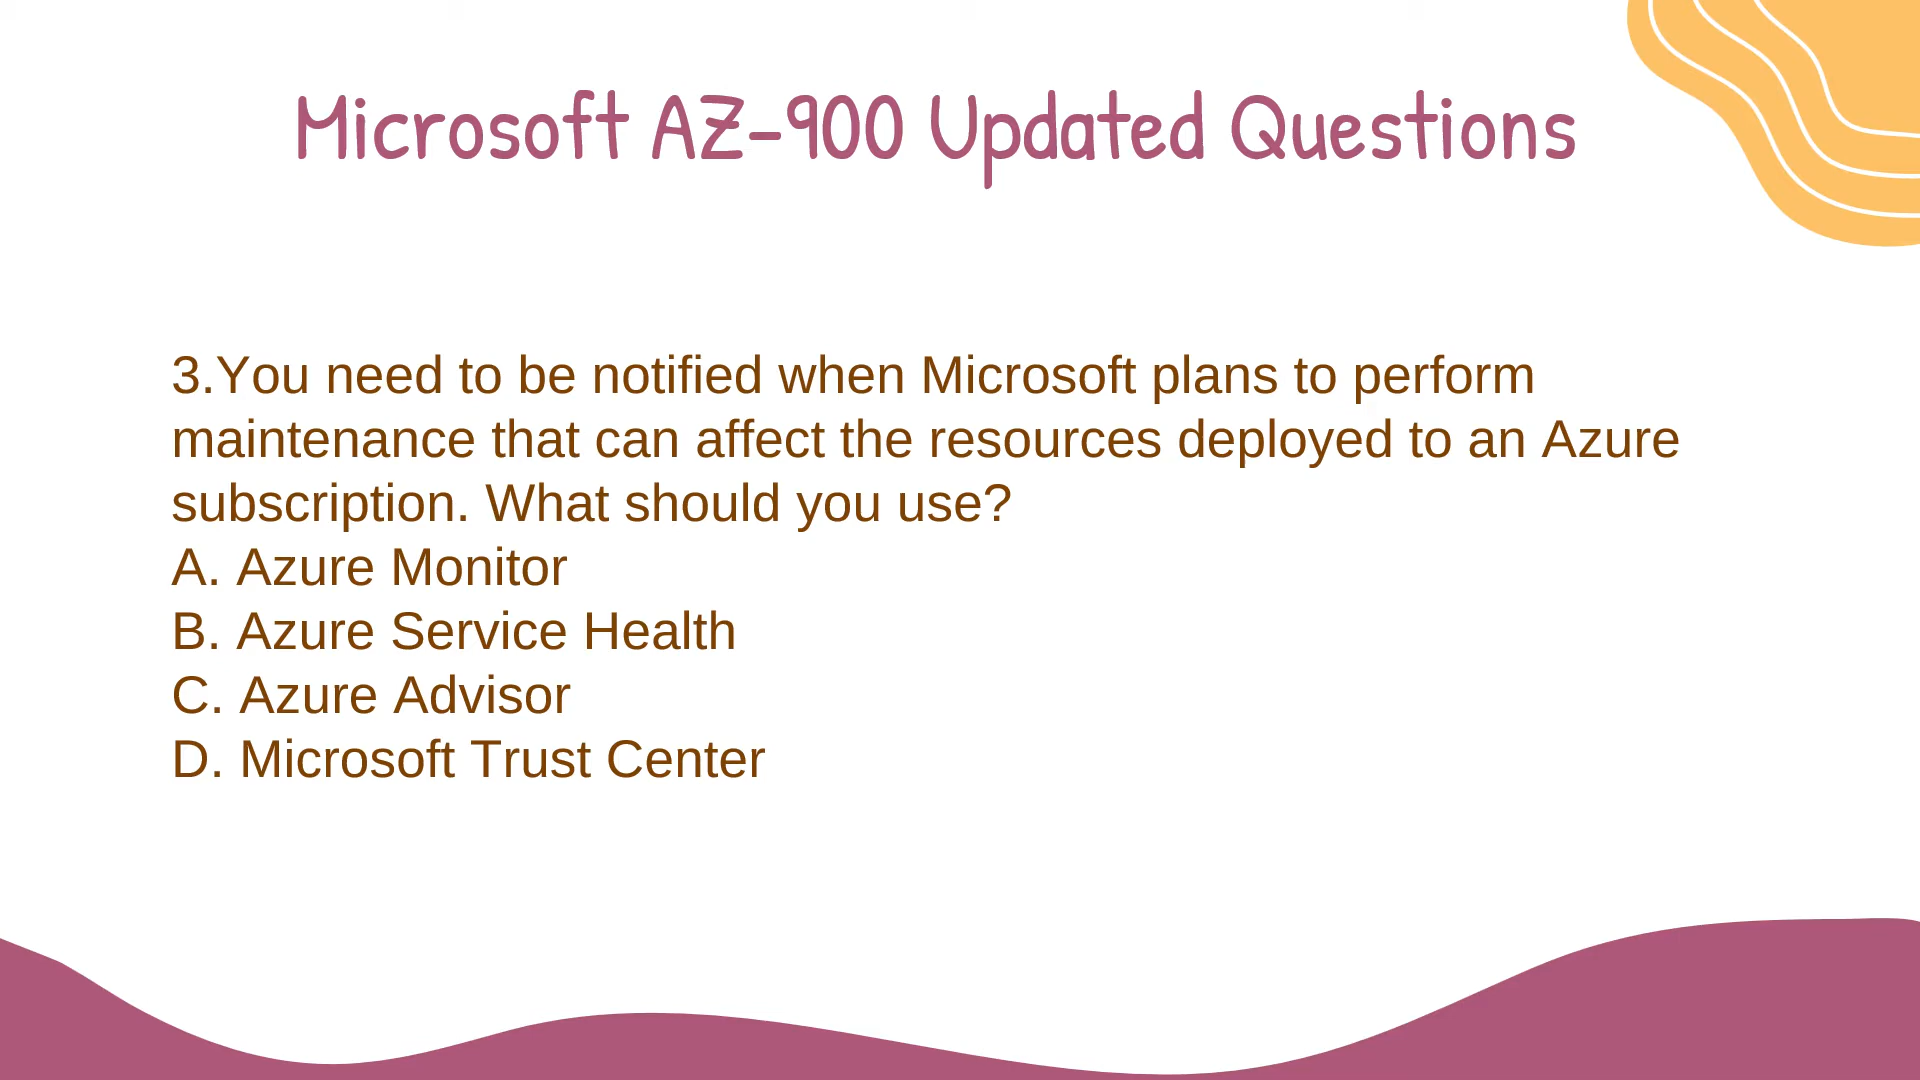 Microsoft AZ-900 Updated Questions
3.You need to be notified when Microsoft plans to perform
maintenance that can affect the resources deployed to an Azure
subscription. What should you use?
A. Azure Monitor
B. Azure Service Health
C. Azure Advisor
D. Microsoft Trust Center